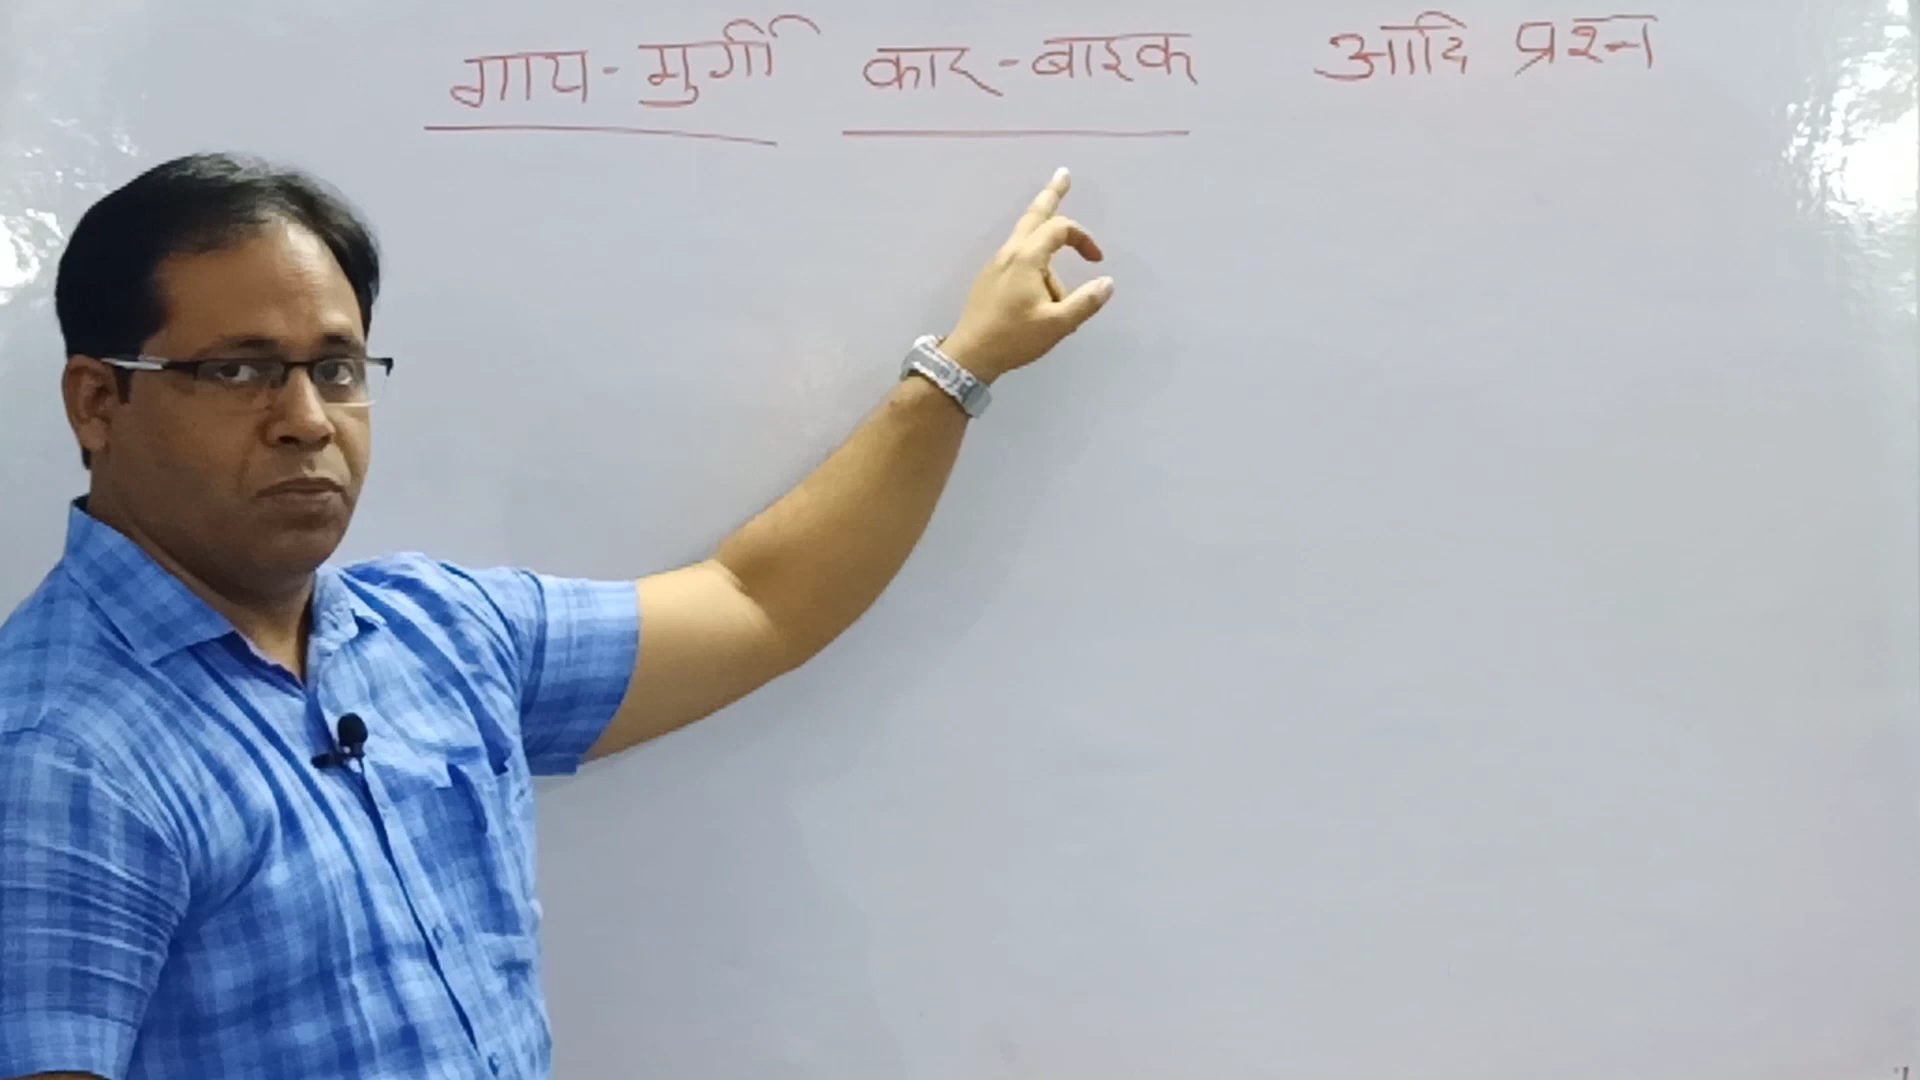 गाय - मुर्गी कार - बाइक आदि प्रश्न